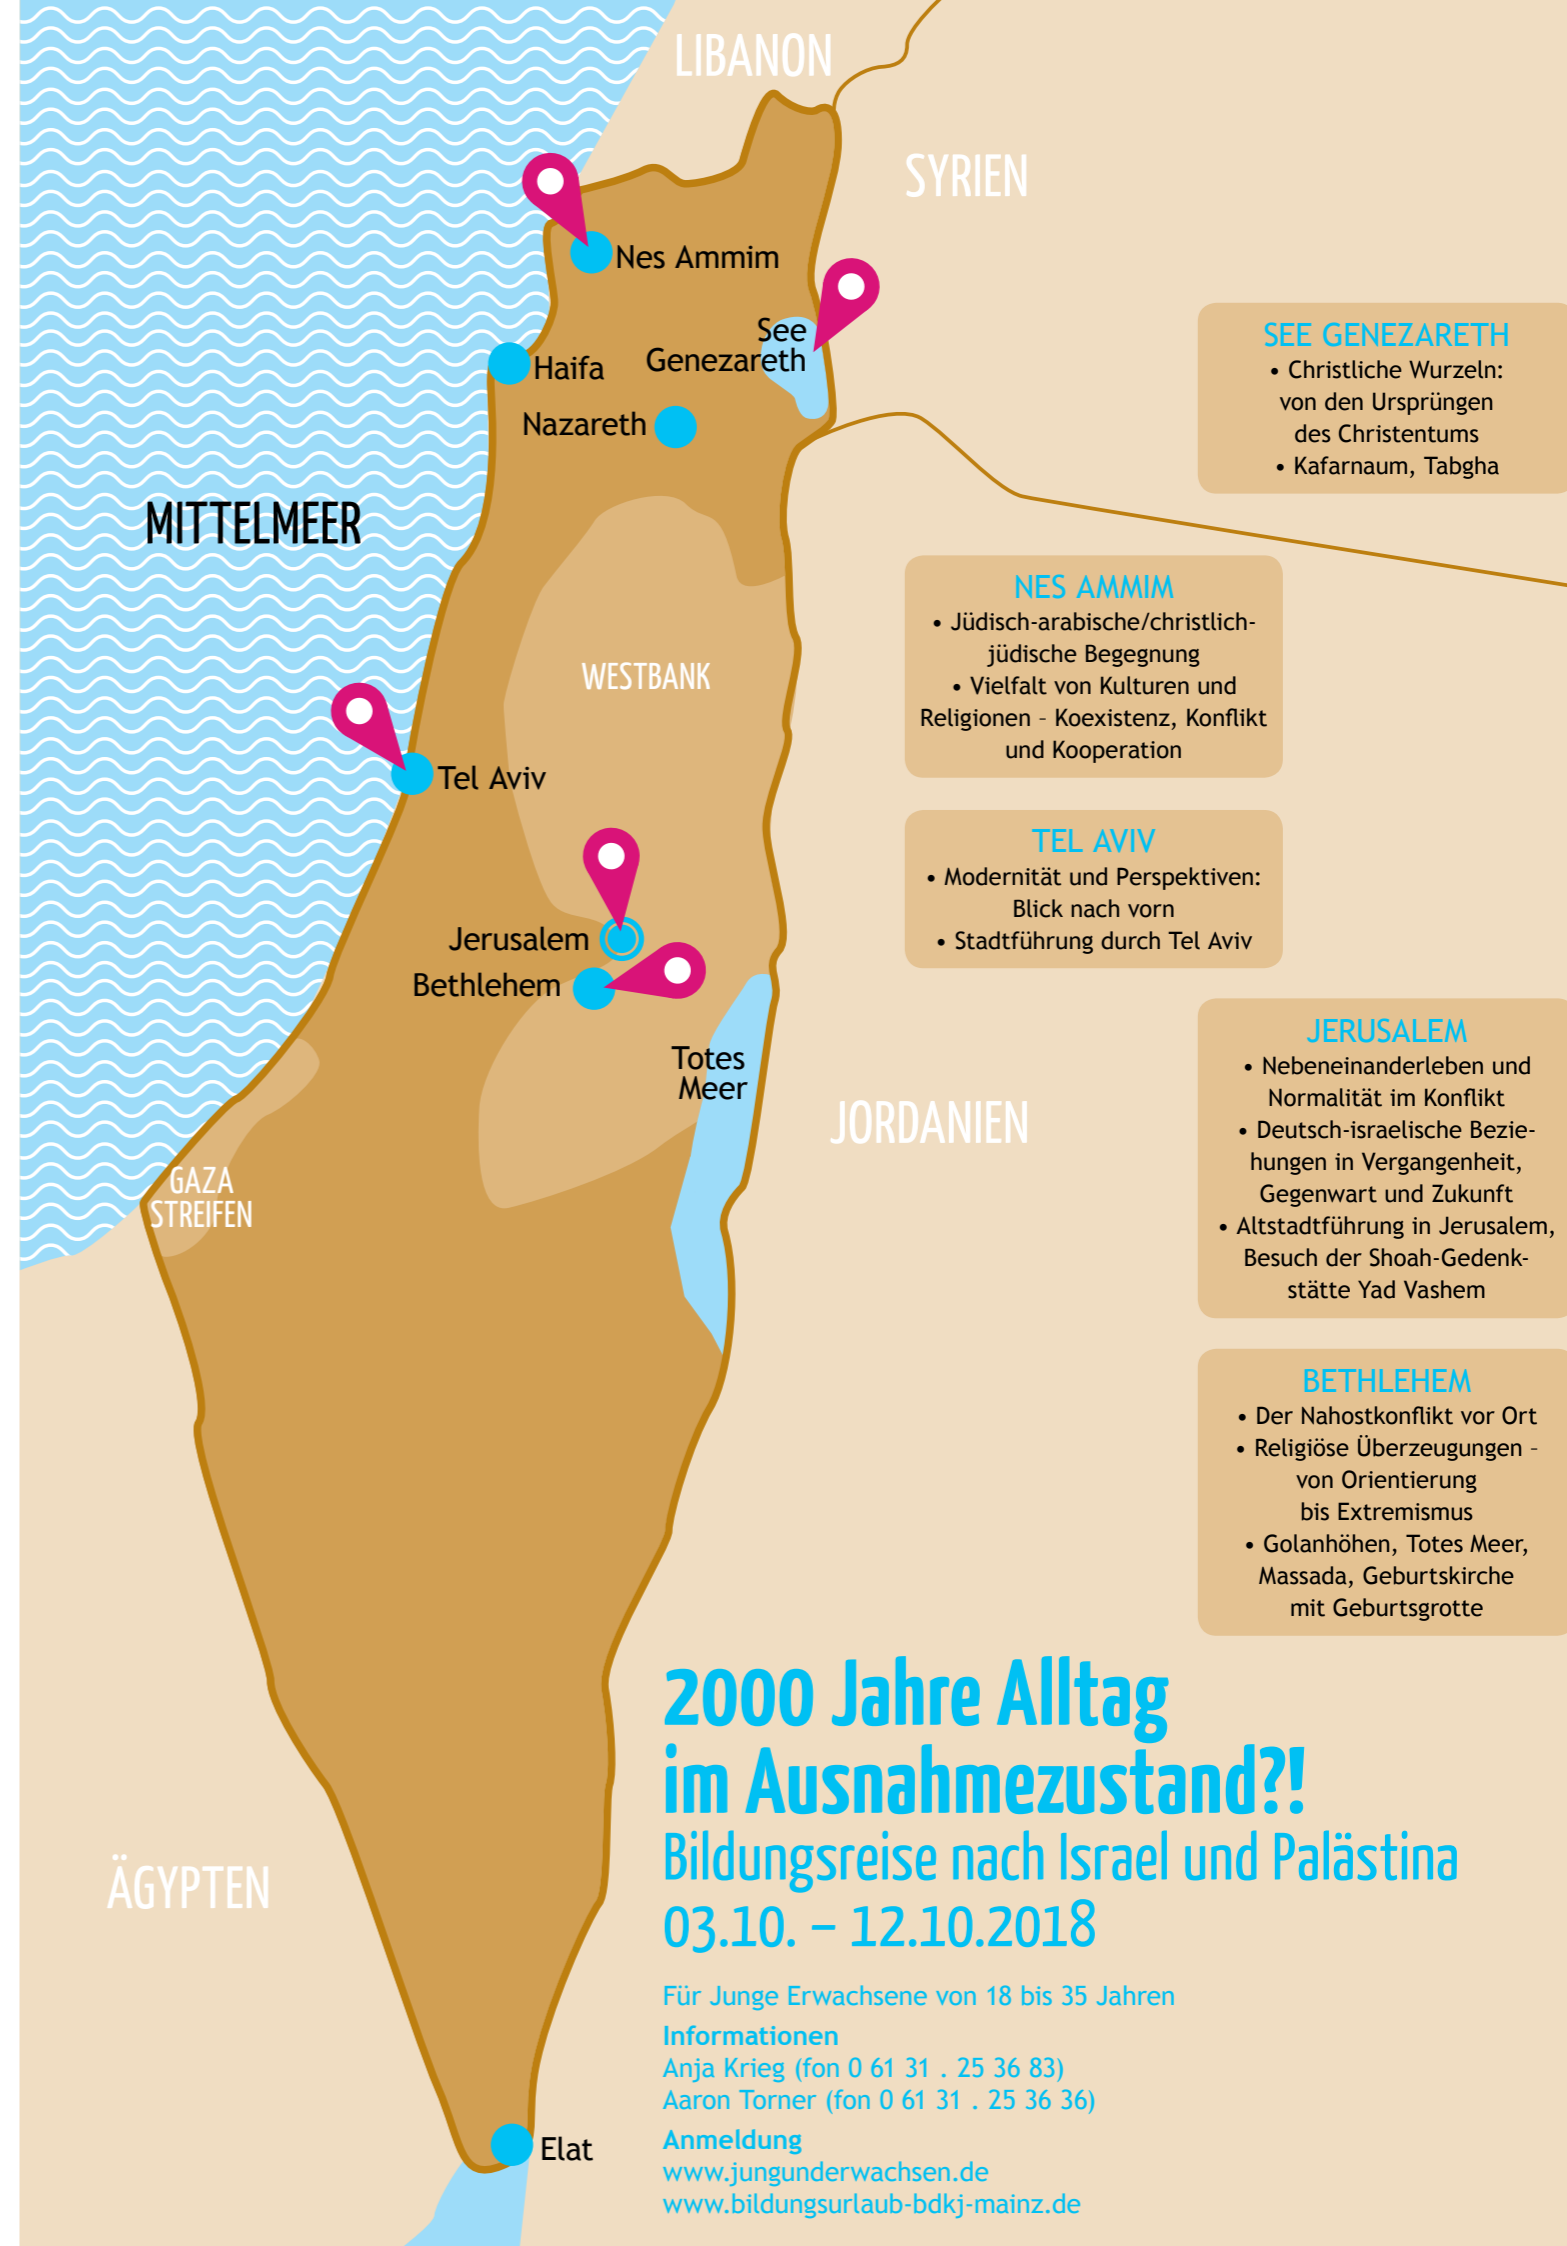 LIBANON
SYRIEN
Nes Ammim
See
Genezareth
Haifa
Nazareth
MITTELMEER
WESTBANK
Tel Aviv
Jerusalem
Bethlehem
Totes
Meer
JORDANIEN
GAZA
STREIFEN
ÄGYPTEN
Elat
SEE GENEZARETH
• Christliche Wurzeln:
von den Ursprüngen
des Christentums
• Kafarnaum, Tabgha
NES AMMIM
• Jüdisch-arabische/christlich-
jüdische Begegnung
• Vielfalt von Kulturen und
Religionen – Koexistenz, Konflikt
und Kooperation
TEL AVIV
• Modernität und Perspektiven:
Blick nach vorn
• Stadtführung durch Tel Aviv
JERUSALEM
• Nebeneinanderleben und
Normalität im Konflikt
• Deutsch-israelische Bezie-
hungen in Vergangenheit,
Gegenwart und Zukunft
• Altstadtführung in Jerusalem,
Besuch der Shoah-Gedenk-
stätte Yad Vashem
BETHLEHEM
• Der Nahostkonflikt vor Ort
• Religiöse Überzeugungen –
von Orientierung
bis Extremismus
• Golanhöhen, Totes Meer,
Massada, Geburtskirche
mit Geburtsgrotte
2000 Jahre Alltag
im Ausnahmezustand?!
Bildungsreise nach Israel und Palästina
03.10. – 12.10.2018
Für Junge Erwachsene von 18 bis 35 Jahren
Informationen
Anja Krieg (fon 0 61 31 . 25 36 83)
Aaron Torner (fon 0 61 31 . 25 36 36)
Anmeldung
www.jungunderwachsen.de
www.bildungsurlaub-bdkj-mainz.de